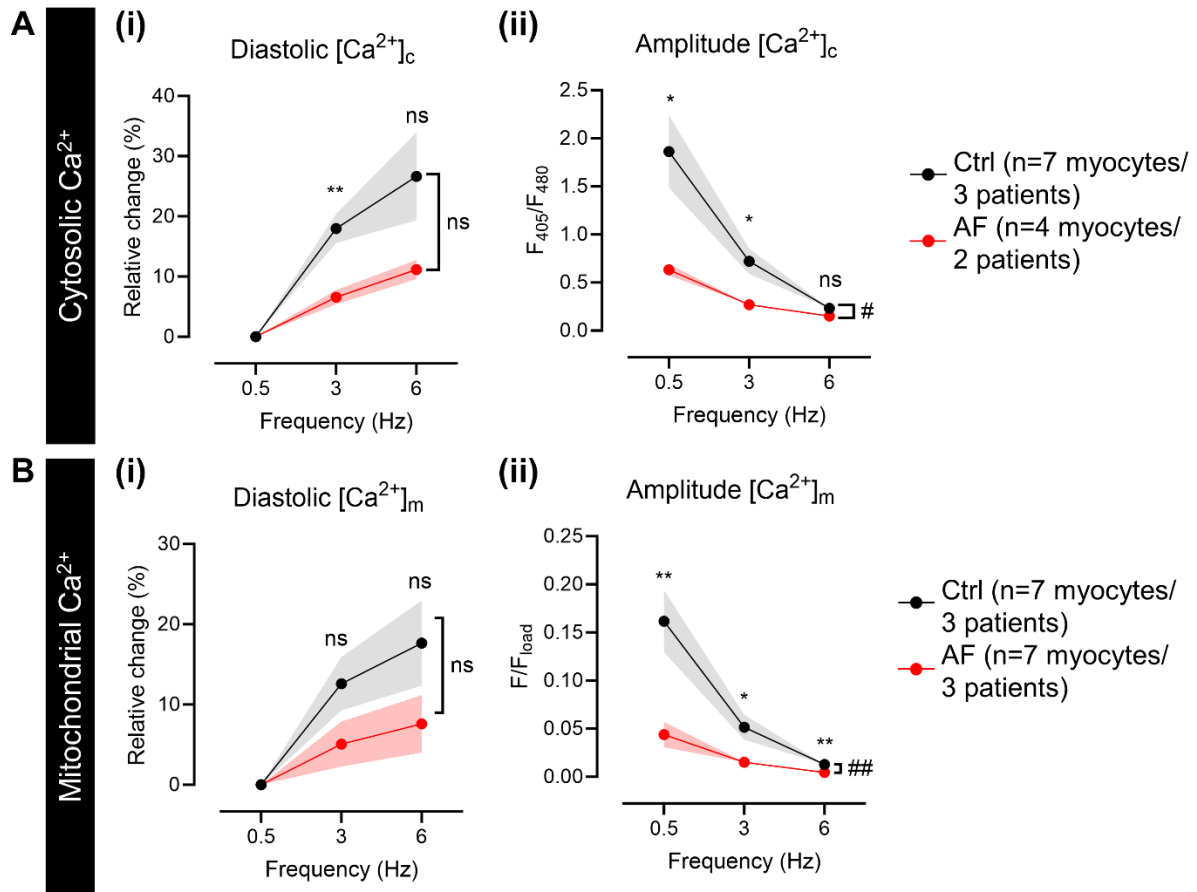 A
Cytosolic Ca²⁺
(i)
Diastolic [Ca²⁺]c
Relative change (%)
40
30
20
10
0
**
ns
ns
0.5 3 6
Frequency (Hz)
(ii)
Amplitude [Ca²⁺]c
F405/F480
2.5
2.0
1.5
1.0
0.5
0.0
*
*
ns
#
0.5 3 6
Frequency (Hz)
Ctrl (n=7 myocytes/
3 patients)
AF (n=4 myocytes/
2 patients)
B
Mitochondrial Ca²⁺
(i)
Diastolic [Ca²⁺]m
Relative change (%)
30
20
10
0
ns
ns
ns
0.5 3 6
Frequency (Hz)
(ii)
Amplitude [Ca²⁺]m
F/Fload
0.25
0.20
0.15
0.10
0.05
0.00
**
*
**
##
0.5 3 6
Frequency (Hz)
Ctrl (n=7 myocytes/
3 patients)
AF (n=7 myocytes/
3 patients)